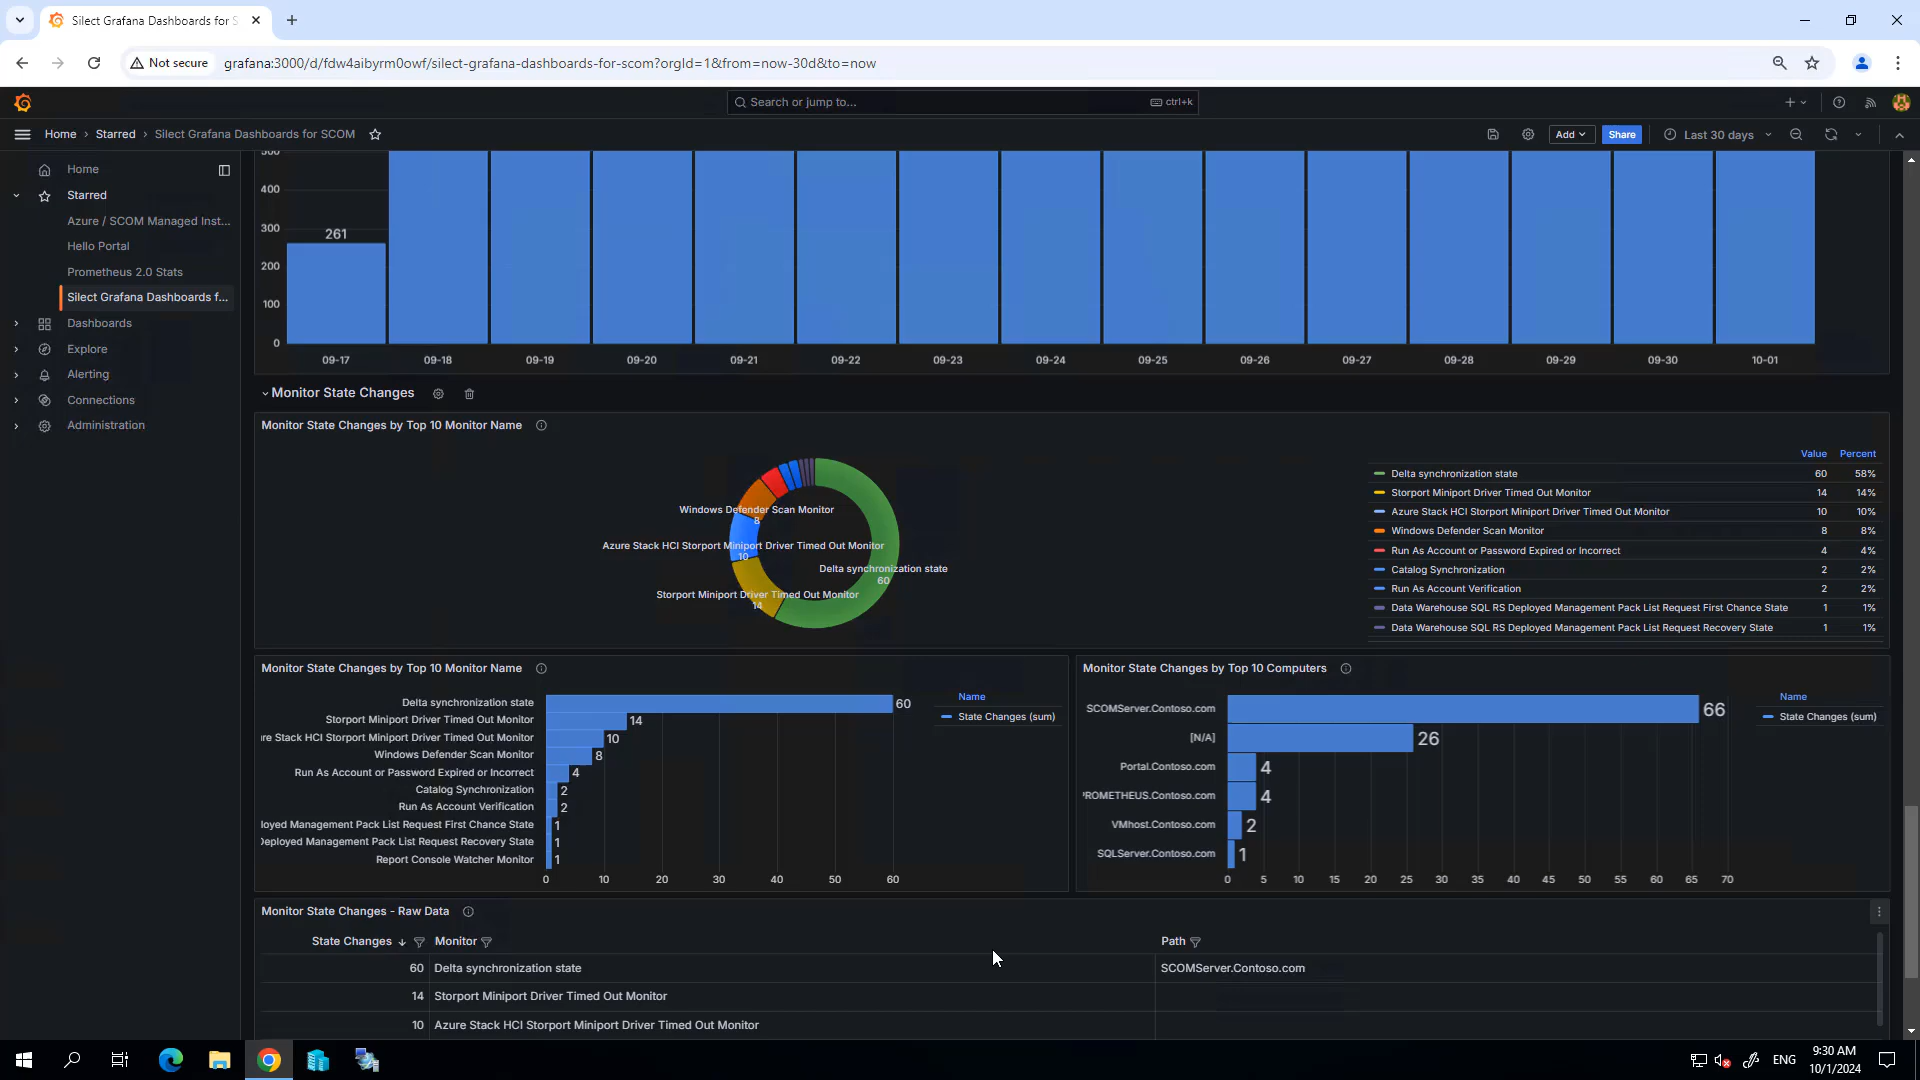 Silect Grafana Dashboards for S
Not secure
grafana:3000/d/fdw4aibyrm0owf/silect-grafana-dashboards-for-scom?orgId=1&from=now-30d&to=now
Search or jump to...
ctrl+k
Home › Starred › Silect Grafana Dashboards for SCOM
Add
Share
Last 30 days
Home
Starred
Azure / SCOM Managed Inst...
Hello Portal
Prometheus 2.0 Stats
Silect Grafana Dashboards f...
Dashboards
Explore
Alerting
Connections
Administration
500
400
300
200
100
0
261
09-17 09-18 09-19 09-20 09-21 09-22 09-23 09-24 09-25 09-26 09-27 09-28 09-29 09-30 10-01
Monitor State Changes
Monitor State Changes by Top 10 Monitor Name
Windows Defender Scan Monitor
8
Azure Stack HCI Storport Miniport Driver Timed Out Monitor
10
Delta synchronization state
60
Storport Miniport Driver Timed Out Monitor
14
Value Percent
Delta synchronization state 60 58%
Storport Miniport Driver Timed Out Monitor 14 14%
Azure Stack HCI Storport Miniport Driver Timed Out Monitor 10 10%
Windows Defender Scan Monitor 8 8%
Run As Account or Password Expired or Incorrect 4 4%
Catalog Synchronization 2 2%
Run As Account Verification 2 2%
Data Warehouse SQL RS Deployed Management Pack List Request First Chance State 1 1%
Data Warehouse SQL RS Deployed Management Pack List Request Recovery State 1 1%
Monitor State Changes by Top 10 Monitor Name
Delta synchronization state 60
Storport Miniport Driver Timed Out Monitor 14
re Stack HCI Storport Miniport Driver Timed Out Monitor 10
Windows Defender Scan Monitor 8
Run As Account or Password Expired or Incorrect 4
Catalog Synchronization 2
Run As Account Verification 2
loyed Management Pack List Request First Chance State 1
Deployed Management Pack List Request Recovery State 1
Report Console Watcher Monitor 1
0 10 20 30 40 50 60
Name
State Changes (sum)
Monitor State Changes by Top 10 Computers
SCOMServer.Contoso.com 66
[N/A] 26
Portal.Contoso.com 4
PROMETHEUS.Contoso.com 4
VMhost.Contoso.com 2
SQLServer.Contoso.com 1
0 5 10 15 20 25 30 35 40 45 50 55 60 65 70
Name
State Changes (sum)
Monitor State Changes - Raw Data
State Changes Monitor Path
60 Delta synchronization state SCOMServer.Contoso.com
14 Storport Miniport Driver Timed Out Monitor
10 Azure Stack HCI Storport Miniport Driver Timed Out Monitor
ENG
9:30 AM
10/1/2024